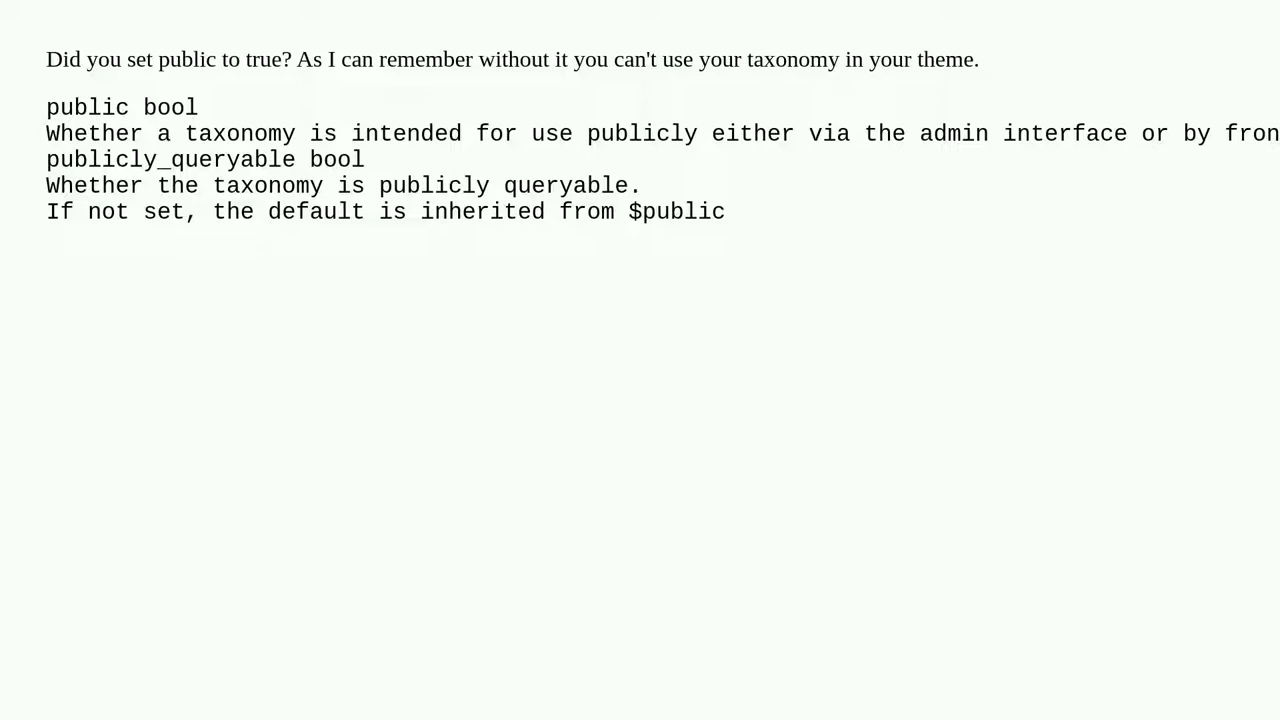 Did you set public to true? As I can remember without it you can't use your taxonomy in your theme.
public bool
Whether a taxonomy is intended for use publicly either via the admin interface or by
publicly_queryable bool
Whether the taxonomy is publicly queryable.
If not set, the default is inherited from $public